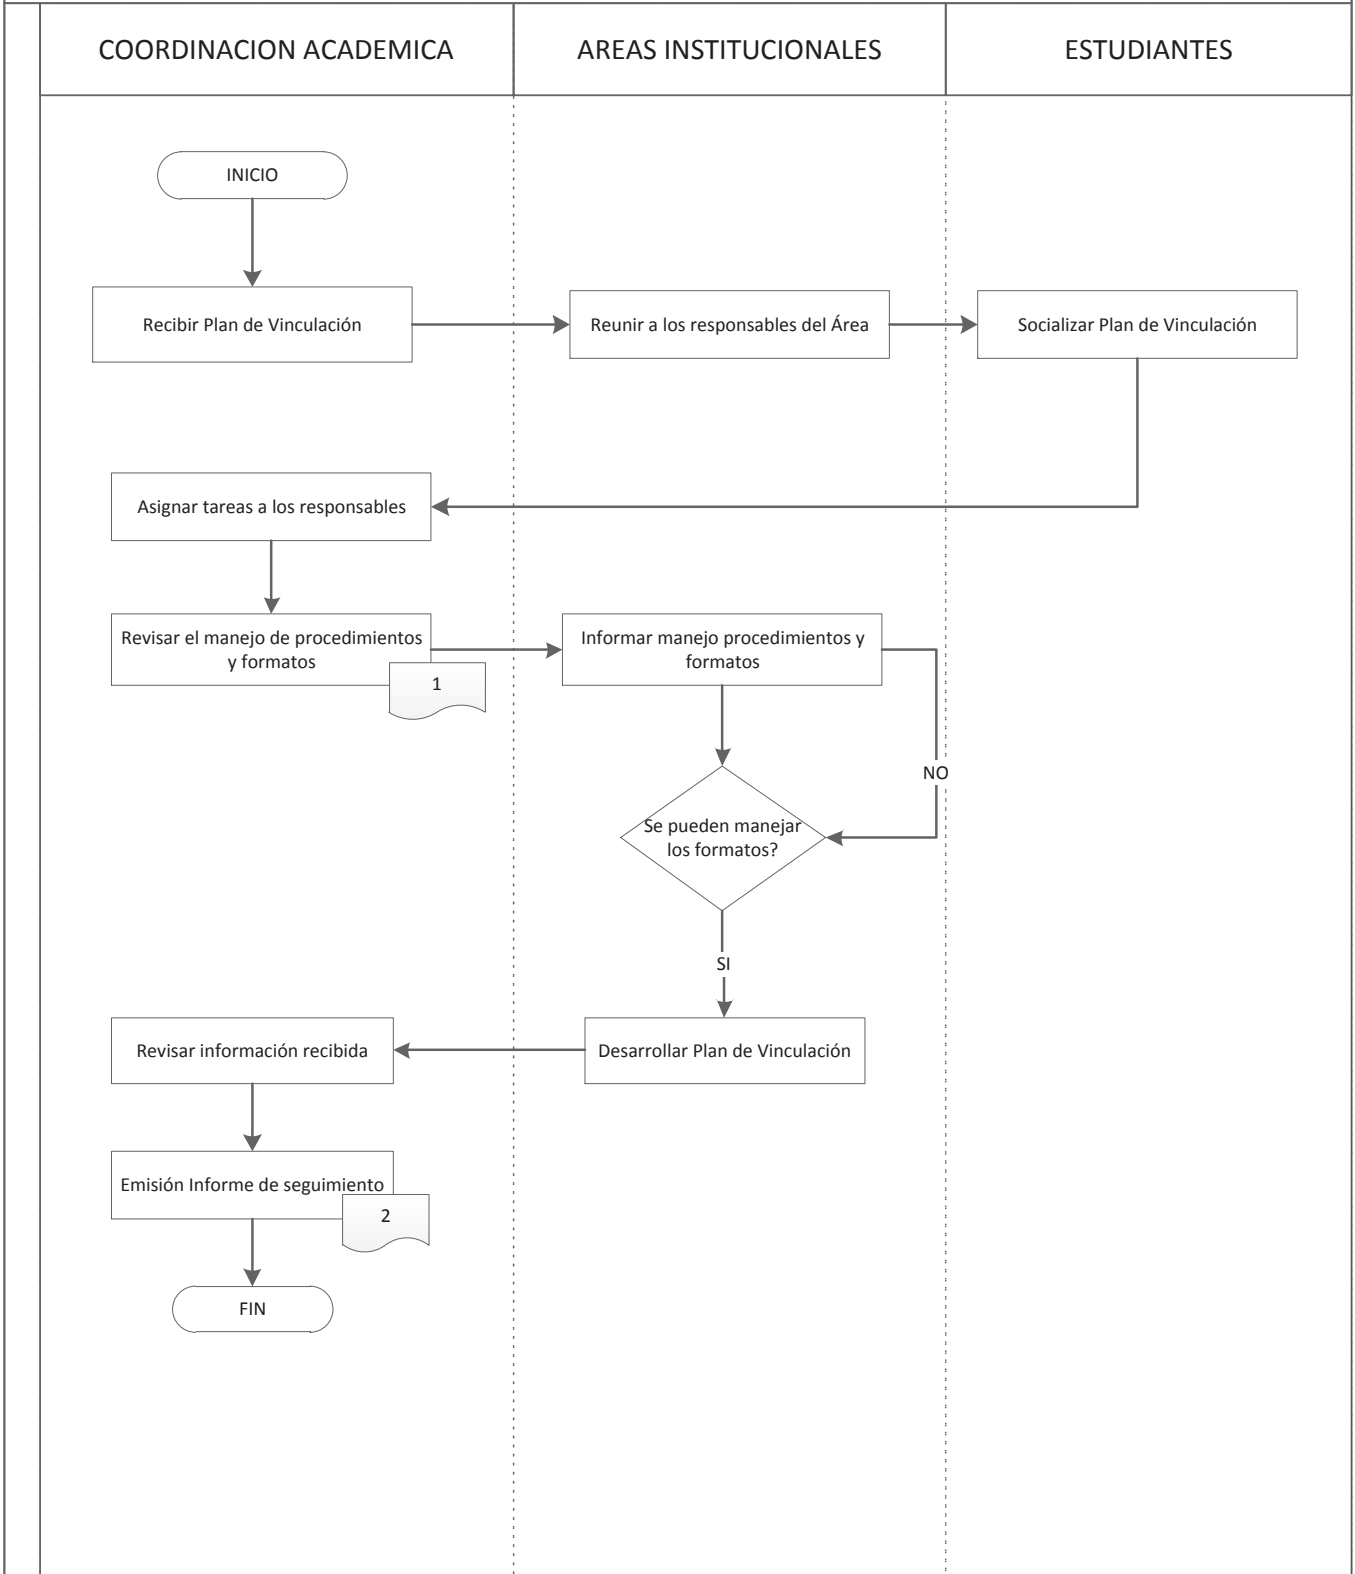 COORDINACION ACADEMICA
AREAS INSTITUCIONALES
ESTUDIANTES
INICIO
Recibir Plan de Vinculación
Reunir a los responsables del Área
Socializar Plan de Vinculación
Asignar tareas a los responsables
Revisar el manejo de procedimientos
y formatos
1
Informar manejo procedimientos y
formatos
NO
Se pueden manejar
los formatos?
SI
Desarrollar Plan de Vinculación
Revisar información recibida
Emisión Informe de seguimiento
2
FIN